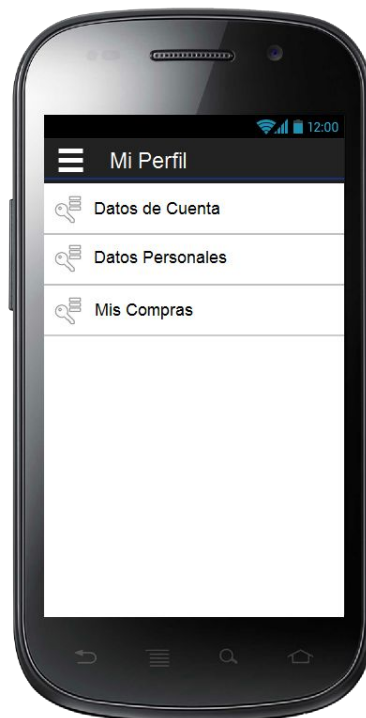 12:00
Mi Perfil
Datos de Cuenta
Datos Personales
Mis Compras